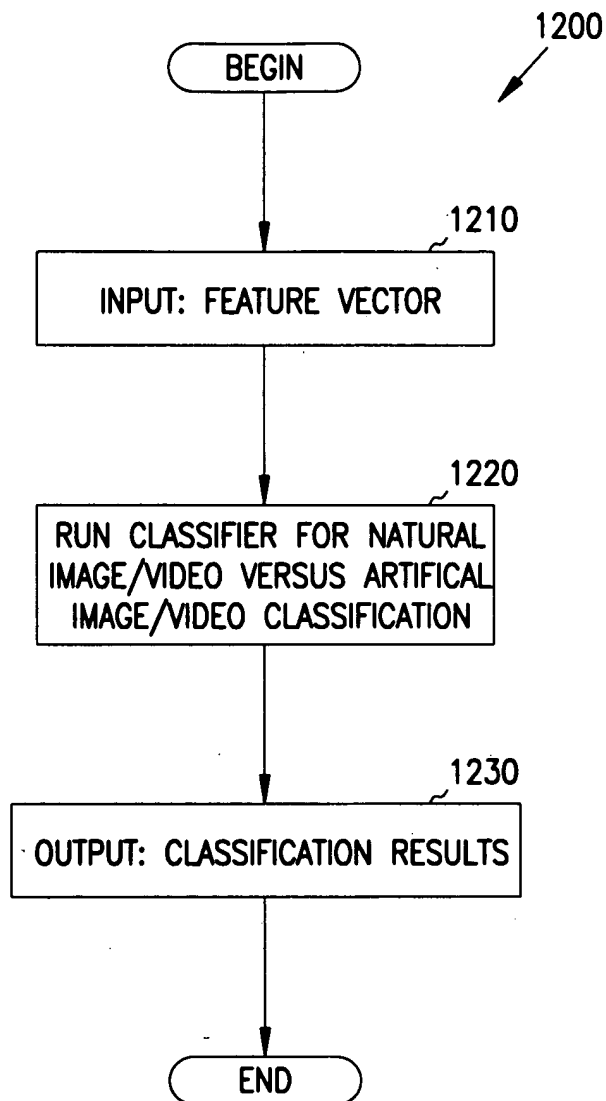 1200
BEGIN
1210
INPUT: FEATURE VECTOR
1220
RUN CLASSIFIER FOR NATURAL
IMAGE/VIDEO VERSUS ARTIFICAL
IMAGE/VIDEO CLASSIFICATION
1230
OUTPUT: CLASSIFICATION RESULTS
END